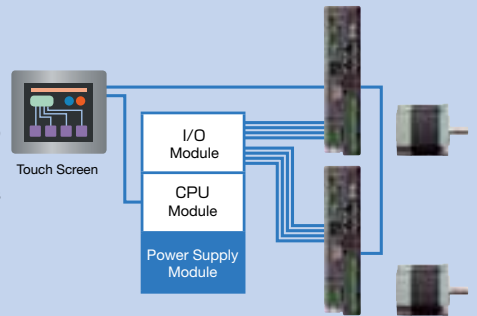 Touch Screen
I/O
Module
CPU
Module
Power Supply
Module